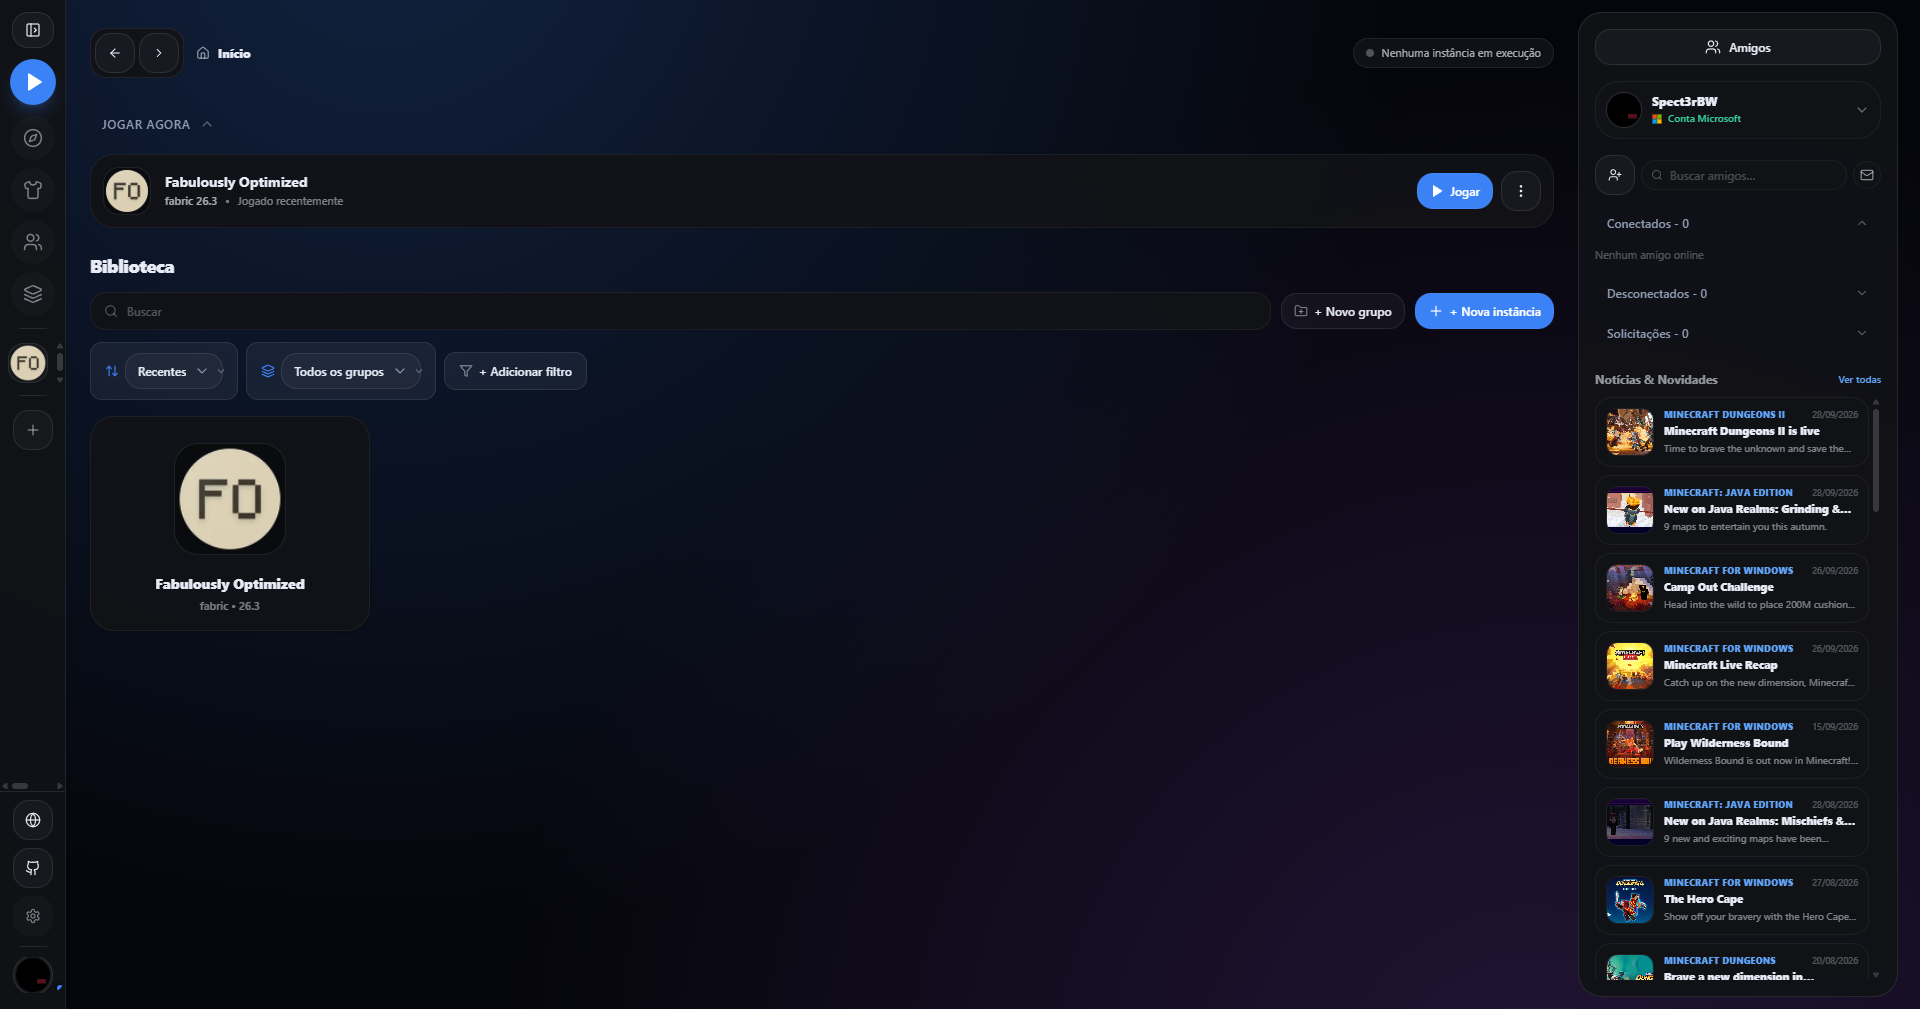 Início
Nenhuma instância em execução
JOGAR AGORA
FO
Fabulously Optimized
fabric 26.3 • Jogado recentemente
Jogar
Biblioteca
Buscar
+ Novo grupo
+ Nova instância
Recentes
Todos os grupos
+ Adicionar filtro
FO
FO
Fabulously Optimized
fabric • 26.3
Amigos
Spect3rBW
Conta Microsoft
Buscar amigos...
Conectados - 0
Nenhum amigo online
Desconectados - 0
Solicitações - 0
Notícias & Novidades
Ver todas
MINECRAFT DUNGEONS II 28/09/2026
Minecraft Dungeons II is live
Time to brave the unknown and save the...
MINECRAFT: JAVA EDITION 28/09/2026
New on Java Realms: Grinding &...
9 maps to entertain you this autumn.
MINECRAFT FOR WINDOWS 26/09/2026
Camp Out Challenge
Head into the wild to place 200M cushion...
MINECRAFT FOR WINDOWS 26/09/2026
Minecraft Live Recap
Catch up on the new dimension, Minecraf...
MINECRAFT FOR WINDOWS 15/09/2026
Play Wilderness Bound
Wilderness Bound is out now in Minecraft!...
MINECRAFT: JAVA EDITION 28/08/2026
New on Java Realms: Mischiefs &...
9 new and exciting maps have been...
MINECRAFT FOR WINDOWS 27/08/2026
The Hero Cape
Show off your bravery with the Hero Cape...
MINECRAFT DUNGEONS 20/08/2026
Brave a new dimension in...